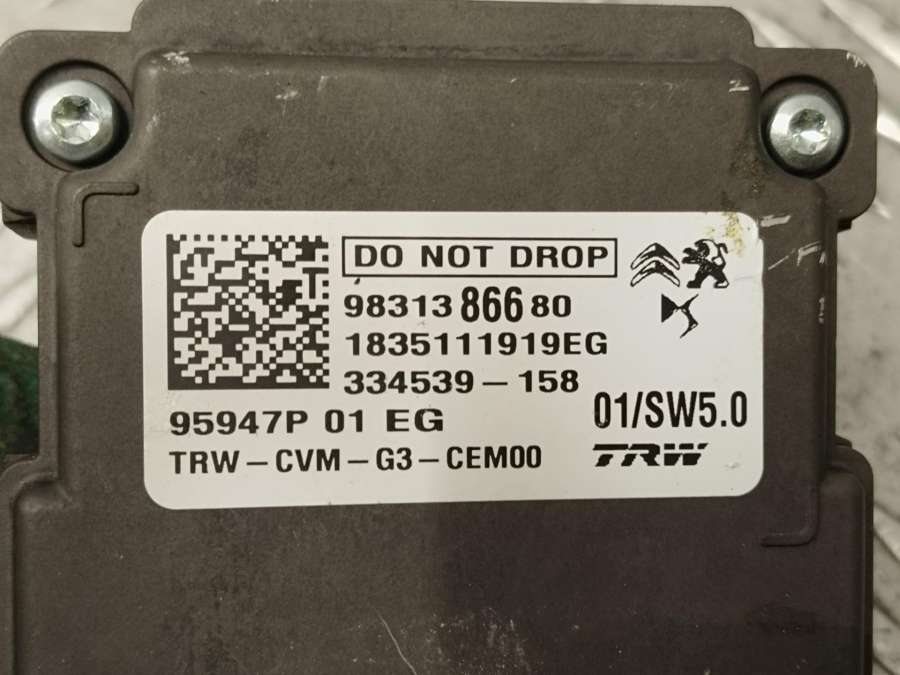 DO NOT DROP
98313 866 80
1835111919EG
334539-158
95947P 01 EG
01/SW5.0
TRW-CVM-G3-CEM00
TRW